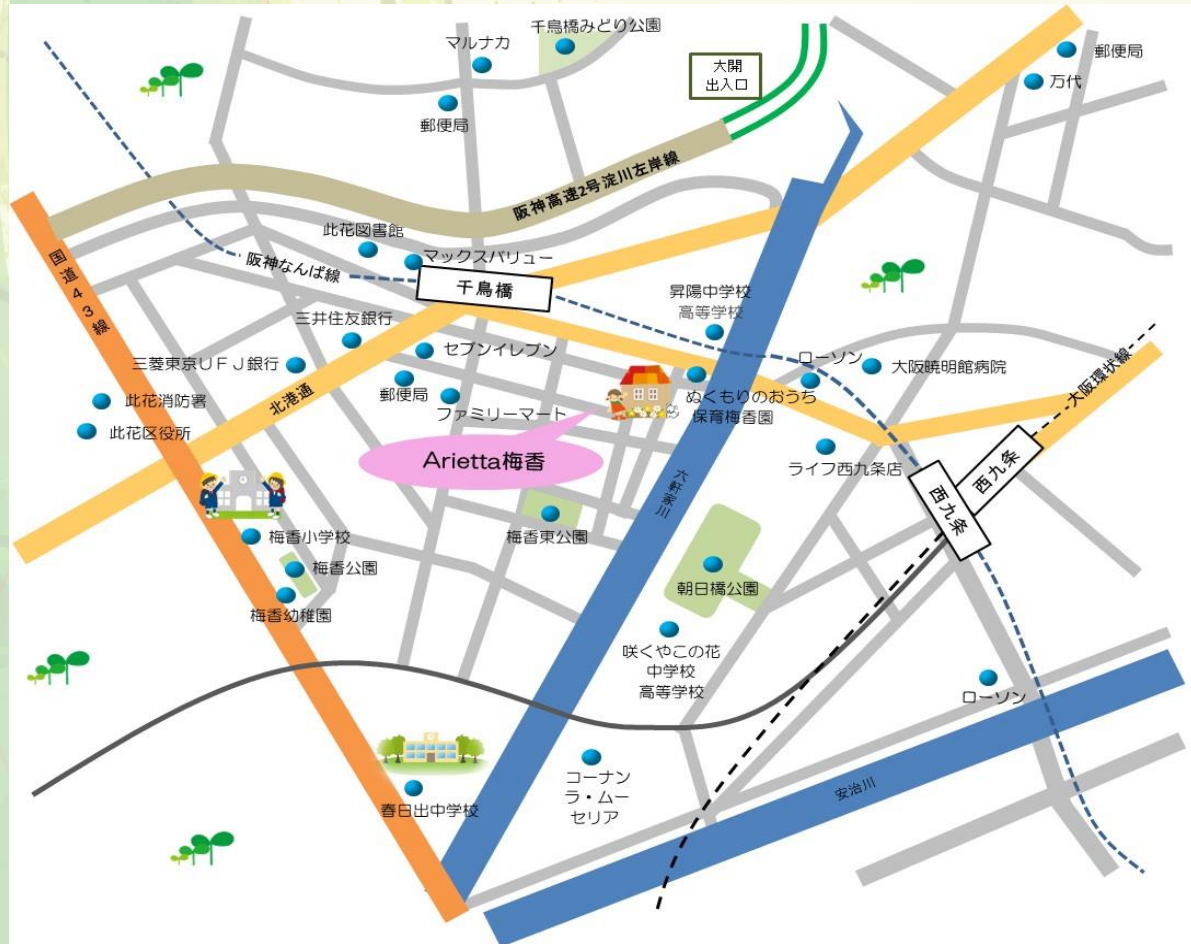 千鳥橋みどり公園
マルナカ
大開
出入口
郵便局
万代
郵便局
阪神高速2号淀川左岸線
国道43線
此花図書館
マックスバリュー
阪神なんば線
千鳥橋
昇陽中学校
高等学校
三井住友銀行
セブンイレブン
ローソン
大阪暁明館病院
大阪環状線
三菱東京UFJ銀行
北港通
郵便局
ファミリーマート
ぬくもりのおうち
保育梅香園
此花消防署
此花区役所
Arietta梅香
ライフ西九条店
西九条
西九条
六軒家川
梅香小学校
梅香東公園
梅香公園
朝日橋公園
梅香幼稚園
咲くやこの花
中学校
高等学校
ローソン
コーナン
ラ・ムー
セリア
春日出中学校
安治川